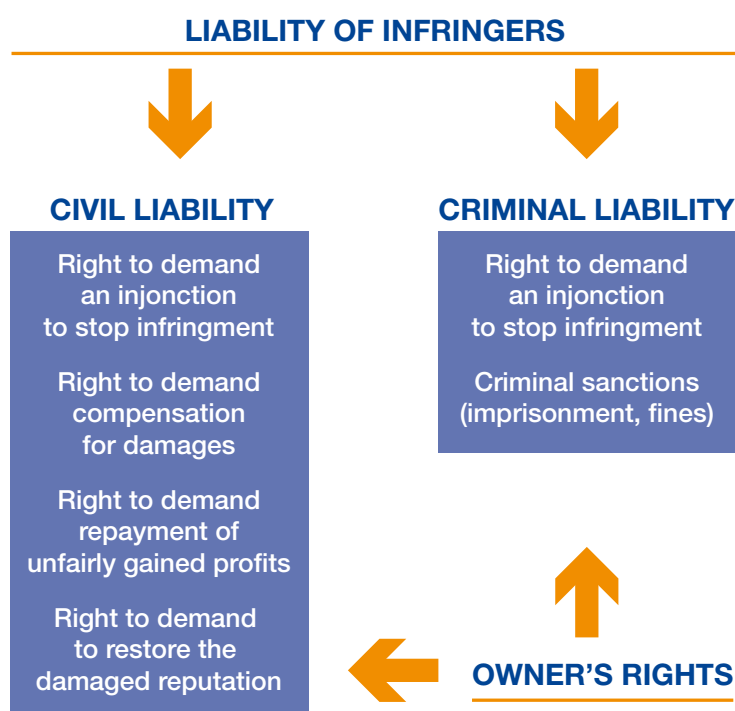 LIABILITY OF INFRINGERS
CIVIL LIABILITY
Right to demand
an injonction
to stop infringment
Right to demand
compensation
for damages
Right to demand
repayment of
unfairly gained profits
Right to demand
to restore the
damaged reputation
CRIMINAL LIABILITY
Right to demand
an injonction
to stop infringment
Criminal sanctions
(imprisonment, fines)
OWNER’S RIGHTS